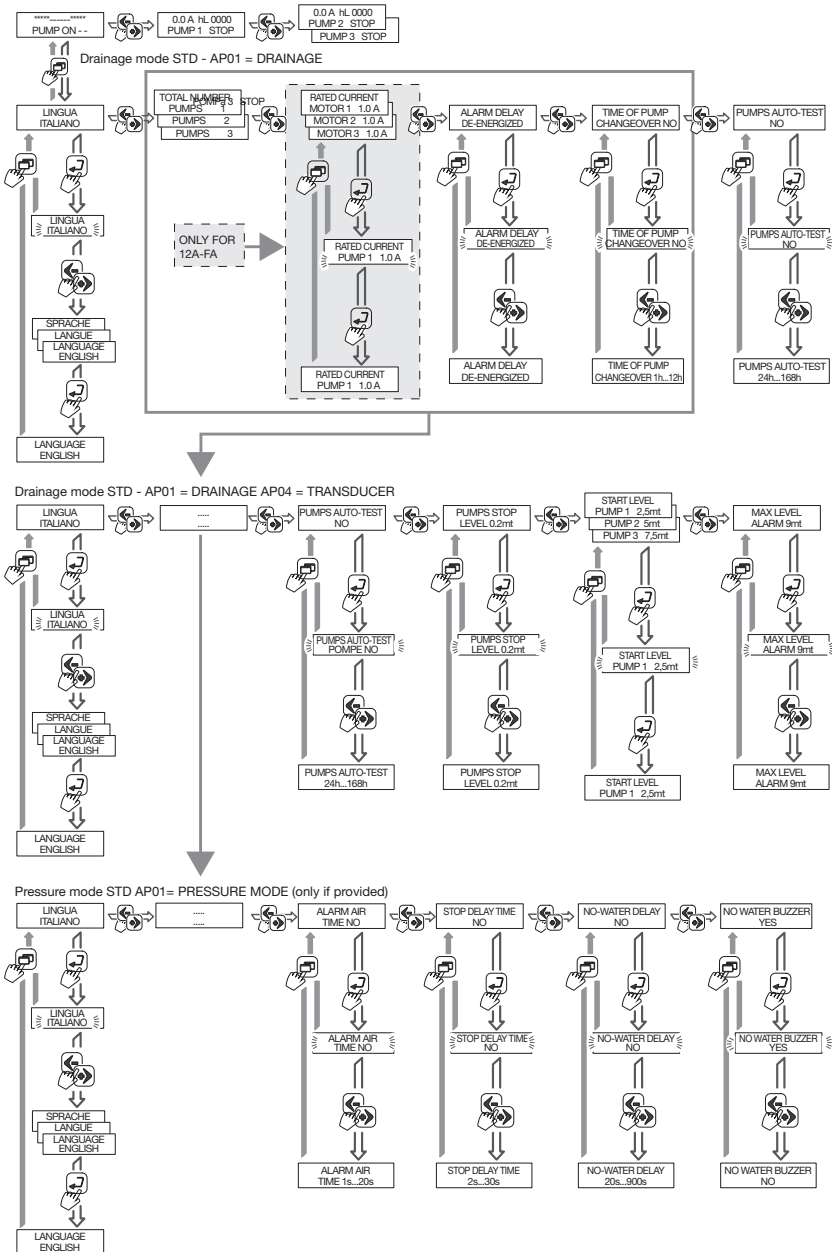 *****_______*****
PUMP ON - -
0.0 A hL 0000
PUMP 1 STOP
0.0 A hL 0000
PUMP 2 STOP
PUMP 3 STOP
Drainage mode STD - AP01 = DRAINAGE
LINGUA
ITALIANO
TOTAL NUMBER
POMPa 3 STOP
PUMPS 1
PUMPS 2
PUMPS 3
RATED CURRENT
MOTOR 1 1.0 A
MOTOR 2 1.0 A
MOTOR 3 1.0 A
ALARM DELAY
DE-ENERGIZED
TIME OF PUMP
CHANGEOVER NO
PUMPS AUTO-TEST
NO
LINGUA
ITALIANO
ONLY FOR
12A-FA
RATED CURRENT
PUMP 1 1.0 A
ALARM DELAY
DE-ENERGIZED
TIME OF PUMP
CHANGEOVER NO
PUMPS AUTO-TEST
NO
SPRACHE
LANGUE
LANGUAGE
ENGLISH
RATED CURRENT
PUMP 1 1.0 A
ALARM DELAY
DE-ENERGIZED
TIME OF PUMP
CHANGEOVER 1h...12h
PUMPS AUTO-TEST
24h...168h
LANGUAGE
ENGLISH
Drainage mode STD - AP01 = DRAINAGE AP04 = TRANSDUCER
LINGUA
ITALIANO
.....
.....
PUMPS AUTO-TEST
NO
PUMPS STOP
LEVEL 0.2mt
START LEVEL
PUMP 1 2,5mt
PUMP 2 5mt
PUMP 3 7,5mt
MAX LEVEL
ALARM 9mt
LINGUA
ITALIANO
PUMPS AUTO-TEST
POMPE NO
PUMPS STOP
LEVEL 0.2mt
START LEVEL
PUMP 1 2,5mt
MAX LEVEL
ALARM 9mt
SPRACHE
LANGUE
LANGUAGE
ENGLISH
PUMPS AUTO-TEST
24h...168h
PUMPS STOP
LEVEL 0.2mt
START LEVEL
PUMP 1 2,5mt
MAX LEVEL
ALARM 9mt
LANGUAGE
ENGLISH
Pressure mode STD AP01= PRESSURE MODE (only if provided)
LINGUA
ITALIANO
.....
.....
ALARM AIR
TIME NO
STOP DELAY TIME
NO
NO-WATER DELAY
NO
NO WATER BUZZER
YES
LINGUA
ITALIANO
ALARM AIR
TIME NO
STOP DELAY TIME
NO
NO-WATER DELAY
NO
NO WATER BUZZER
YES
SPRACHE
LANGUE
LANGUAGE
ENGLISH
ALARM AIR
TIME 1s...20s
STOP DELAY TIME
2s...30s
NO-WATER DELAY
20s...900s
NO WATER BUZZER
NO
LANGUAGE
ENGLISH